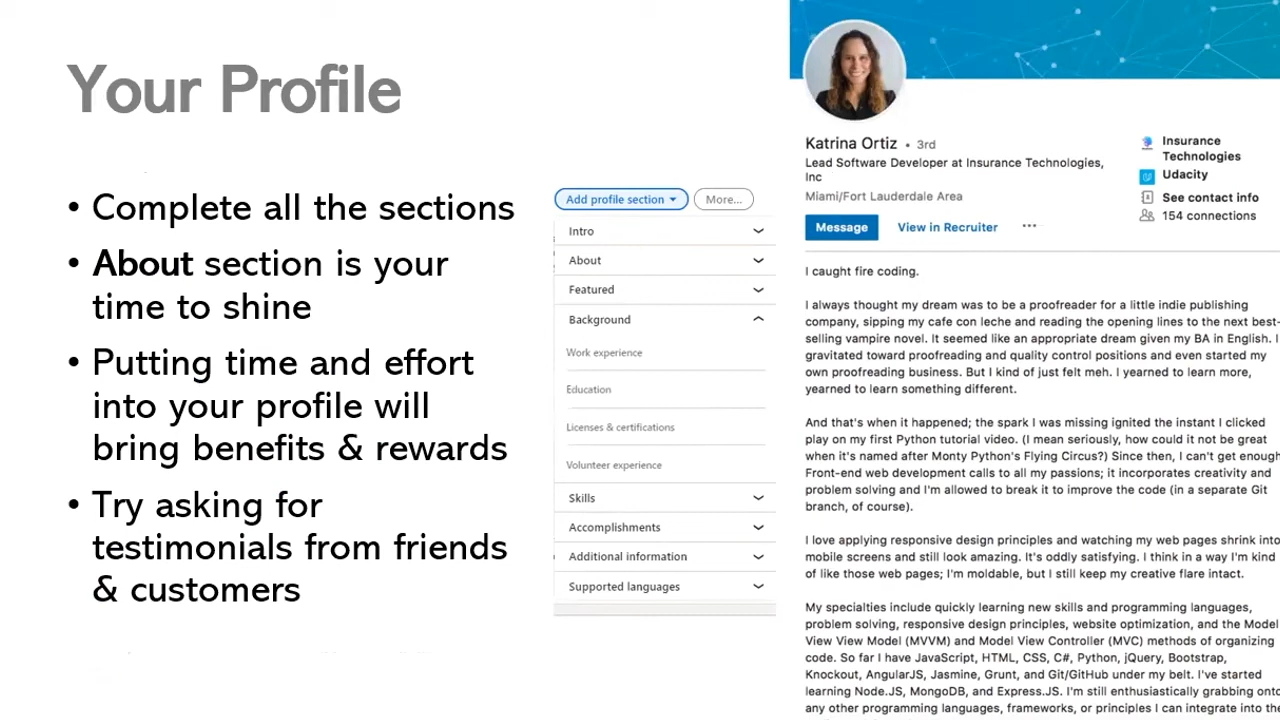 Your Profile
• Complete all the sections
• About section is your
time to shine
• Putting time and effort
into your profile will
bring benefits & rewards
• Try asking for
testimonials from friends
& customers
Add profile section
More...
Intro
About
Featured
Background
Work experience
Education
Licenses & certifications
Volunteer experience
Skills
Accomplishments
Additional information
Supported languages
Katrina Ortiz • 3rd
Lead Software Developer at Insurance Technologies,
Inc
Miami/Fort Lauderdale Area
Message
View in Recruiter
...
Insurance
Technologies
Udacity
See contact info
154 connections
I caught fire coding.
I always thought my dream was to be a proofreader for a little indie publishing
company, sipping my cafe con leche and reading the opening lines to the next best-
selling vampire novel. It seemed like an appropriate dream given my BA in English. I
gravitated toward proofreading and quality control positions and even started my
own proofreading business. But I kind of just felt meh. I yearned to learn more,
yearned to learn something different.
And that's when it happened; the spark I was missing ignited the instant I clicked
play on my first Python tutorial video. (I mean seriously, how could it not be great
when it's named after Monty Python's Flying Circus?) Since then, I can't get enough
Front-end web development calls to all my passions; it incorporates creativity and
problem solving and I'm allowed to break it to improve the code (in a separate Git
branch, of course).
I love applying responsive design principles and watching my web pages shrink into
mobile screens and still look amazing. It's oddly satisfying. I think in a way I'm kind
of like those web pages; I'm moldable, but I still keep my creative flare intact.
My specialties include quickly learning new skills and programming languages,
problem solving, responsive design principles, website optimization, and the Model
View View Model (MVVM) and Model View Controller (MVC) methods of organizing
code. So far I have JavaScript, HTML, CSS, C#, Python, jQuery, Bootstrap,
Knockout, AngularJS, Jasmine, Grunt, and Git/GitHub under my belt. I've started
learning Node.JS, MongoDB, and Express.JS. I'm still enthusiastically grabbing onto
any other programming languages, frameworks, or principles I can integrate into the